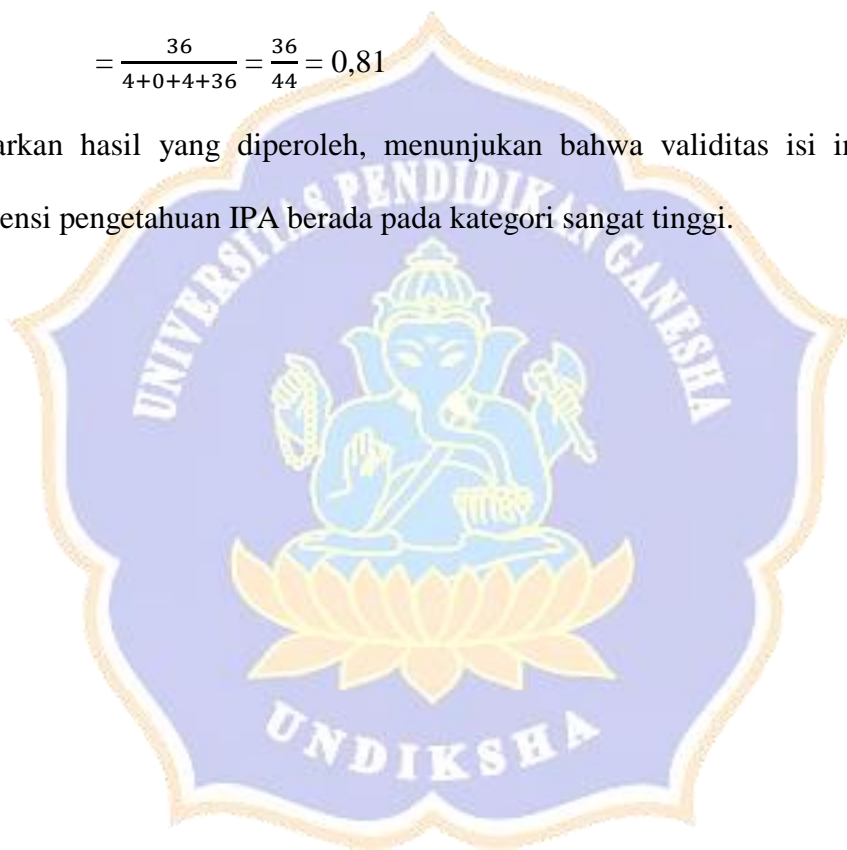 = 36/4+0+4+36 = 36/44 = 0,81
arkan hasil yang diperoleh, menunjukan bahwa validitas isi in
ensi pengetahuan IPA berada pada kategori sangat tinggi.
UNIVERSITAS PENDIDIKAN GANESHA
UNDIKSHA